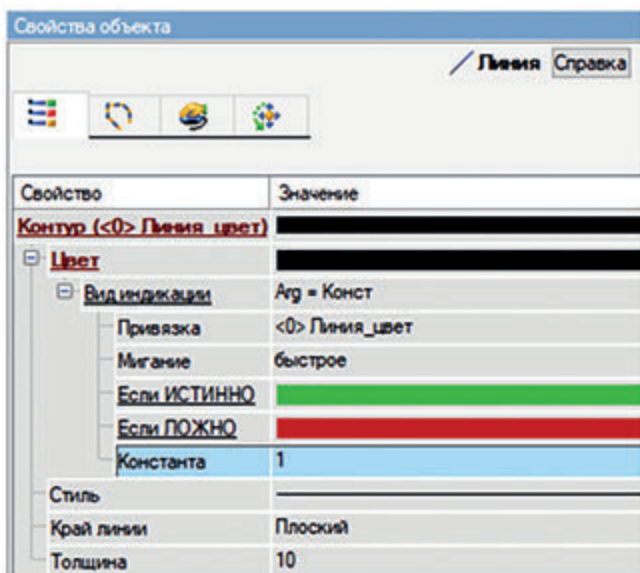 Свойства объекта
Линия Справка
Свойство Значение
Контур (<0> Линия_цвет)
Цвет
Вид индикации Arg = Конст
Привязка <0> Линия_цвет
Мигание быстрое
Если ИСТИННО
Если ЛОЖНО
Константа 1
Стиль
Край линии Плоский
Толщина 10